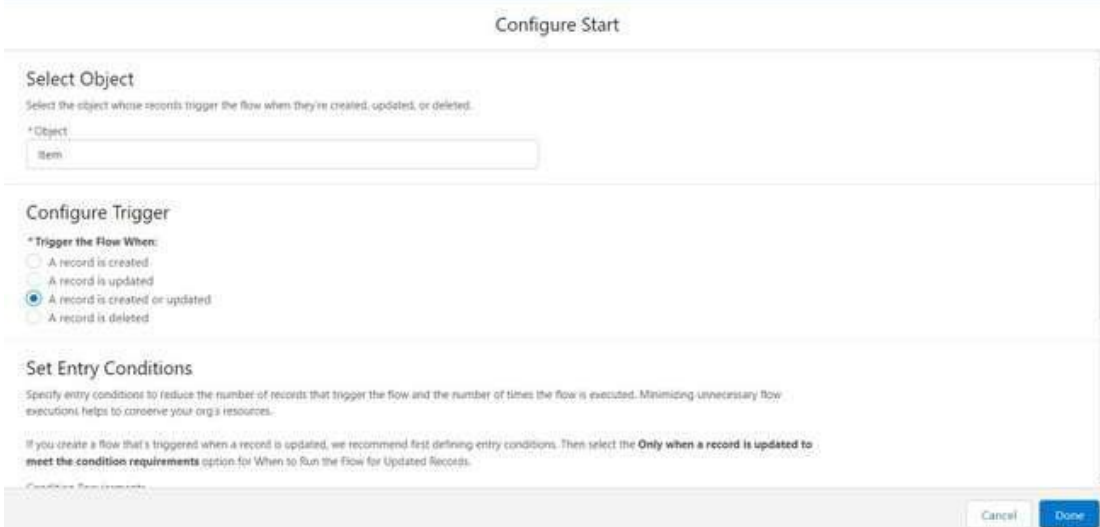 Configure Start
Select Object
Select the object whose records trigger the flow when they're created, updated, or deleted.
*Object
Item
Configure Trigger
*Trigger the Flow When:
A record is created
A record is updated
A record is created or updated
A record is deleted
Set Entry Conditions
Specify entry conditions to reduce the number of records that trigger the flow and the number of times the flow is executed. Minimizing unnecessary flow
executions helps to conserve your org's resources.
If you create a flow that's triggered when a record is updated, we recommend first defining entry conditions. Then select the Only when a record is updated to
meet the condition requirements option for When to Run the Flow for Updated Records.
Condition Requirements
Cancel Done